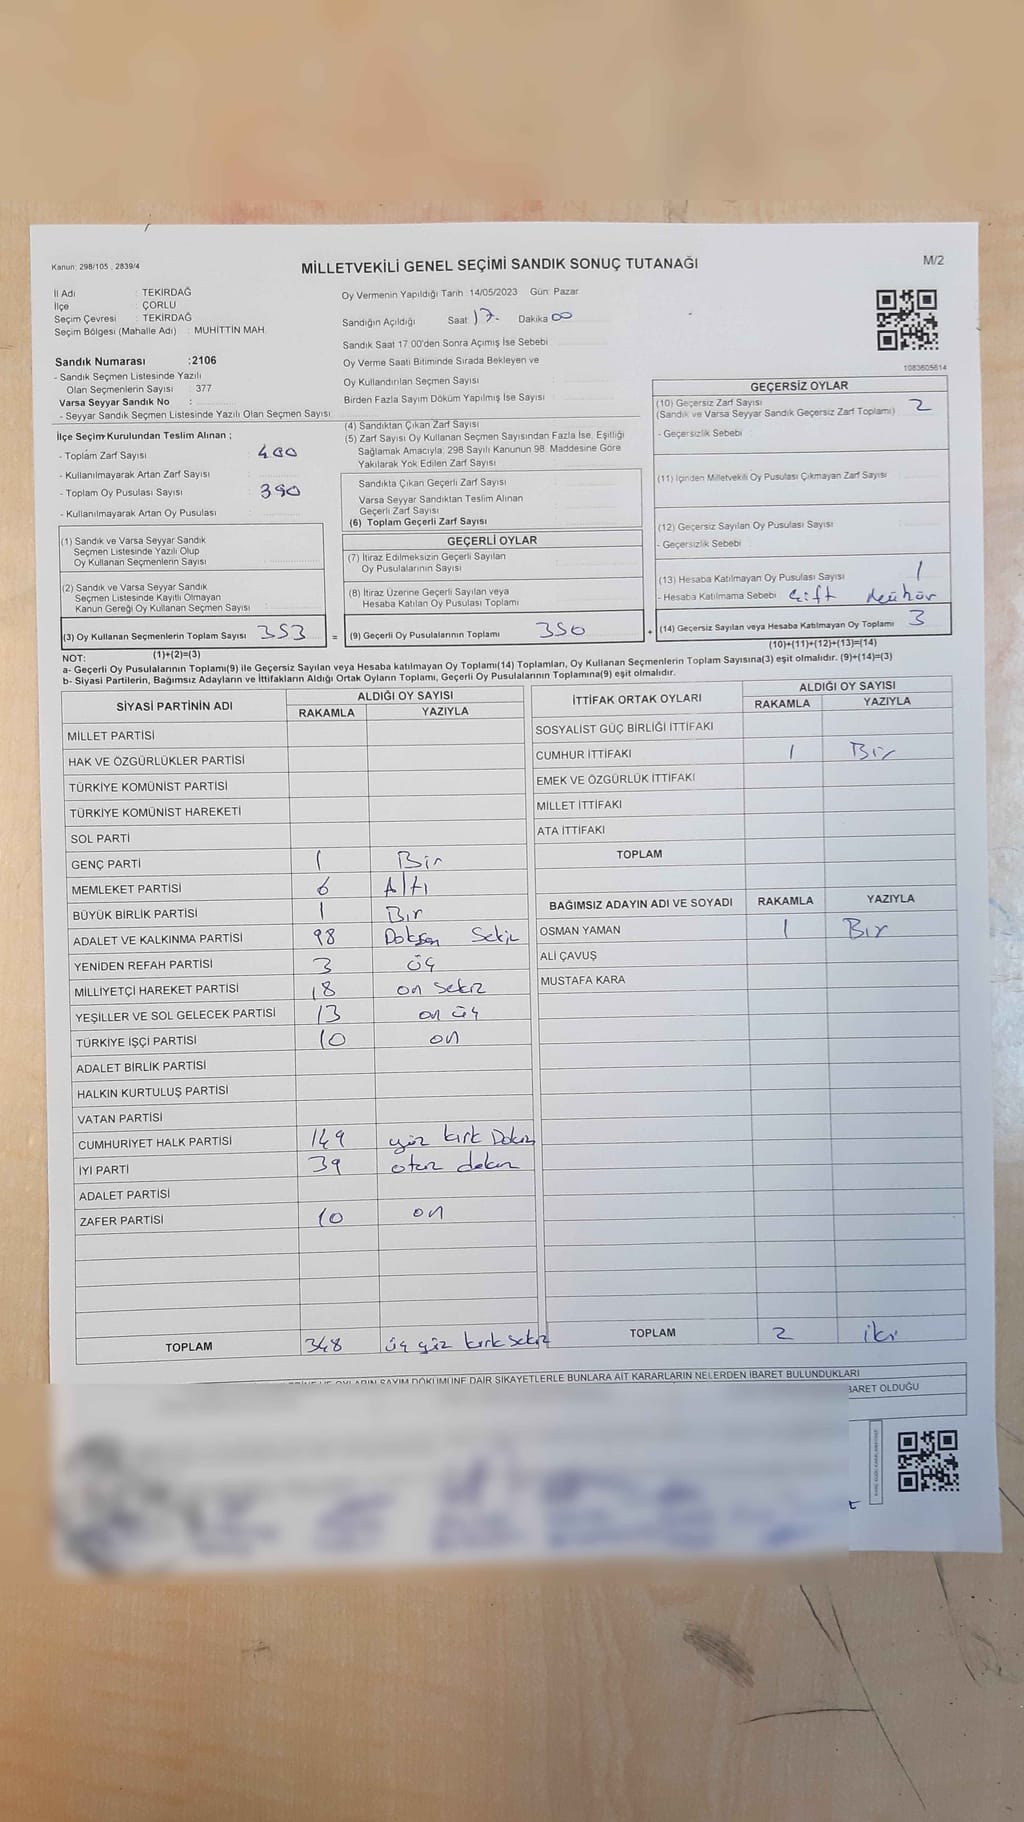 Kanun: 298/105 , 2839/4
MİLLETVEKİLİ GENEL SEÇİMİ SANDIK SONUÇ TUTANAĞI
M/2
İl Adı : TEKİRDAĞ
İlçe : ÇORLU
Seçim Çevresi : TEKİRDAĞ
Seçim Bölgesi (Mahalle Adı) : MUHİTTİN MAH.
Sandık Numarası :2106
- Sandık Seçmen Listesinde Yazılı
Olan Seçmenlerin Sayısı : 377
Varsa Seyyar Sandık No :
- Seyyar Sandık Seçmen Listesinde Yazılı Olan Seçmen Sayısı
Oy Vermenin Yapıldığı Tarih :14/05/2023 Gün: Pazar
Sandığın Açıldığı Saat 17. Dakika 00
Sandık Saat 17:00'den Sonra Açımış İse Sebebi
Oy Verme Saati Bitiminde Sırada Bekleyen ve
Oy Kullandırılan Seçmen Sayısı
Birden Fazla Sayım Döküm Yapılmış İse Sayısı
1083605614
İlçe Seçim Kurulundan Teslim Alınan ;
- Toplam Zarf Sayısı 400
- Kullanılmayarak Artan Zarf Sayısı
- Toplam Oy Pusulası Sayısı 390
- Kullanılmayarak Artan Oy Pusulası
(4) Sandıktan Çıkan Zarf Sayısı
(5) Zarf Sayısı Oy Kullanan Seçmen Sayısından Fazla İse, Eşitliği
Sağlamak Amacıyla; 298 Sayılı Kanunun 98. Maddesine Göre
Yakılarak Yok Edilen Zarf Sayısı
Sandıkta Çıkan Geçerli Zarf Sayısı
Varsa Seyyar Sandıktan Teslim Alınan
Geçerli Zarf Sayısı
(6) Toplam Geçerli Zarf Sayısı
GEÇERSİZ OYLAR
(10) Geçersiz Zarf Sayısı 2
(Sandık ve Varsa Seyyar Sandık Geçersiz Zarf Toplamı)
- Geçersizlik Sebebi
(11) İçinden Milletvekili Oy Pusulası Çıkmayan Zarf Sayısı
(12) Geçersiz Sayılan Oy Pusulası Sayısı
- Geçersizlik Sebebi
(13) Hesaba Katılmayan Oy Pusulası Sayısı 1
- Hesaba Katılmama Sebebi çift mühür
(14) Geçersiz Sayılan veya Hesaba Katılmayan Oy Toplamı 3
(10)+(11)+(12)+(13)=(14)
(1) Sandık ve Varsa Seyyar Sandık
Seçmen Listesinde Yazılı Olup
Oy Kullanan Seçmenlerin Sayısı
(2) Sandık ve Varsa Seyyar Sandık
Seçmen Listesinde Kayıtlı Olmayan
Kanun Gereği Oy Kullanan Seçmen Sayısı
(3) Oy Kullanan Seçmenlerin Toplam Sayısı 353 =
(1)+(2)=(3)
GEÇERLİ OYLAR
(7) İtiraz Edilmeksizin Geçerli Sayılan
Oy Pusulalarının Sayısı
(8) İtiraz Üzerine Geçerli Sayılan veya
Hesaba Katılan Oy Pusulası Toplamı
(9) Geçerli Oy Pusulalarının Toplamı 350 +
NOT:
a- Geçerli Oy Pusulalarının Toplamı(9) ile Geçersiz Sayılan veya Hesaba katılmayan Oy Toplamı(14) Toplamları, Oy Kullanan Seçmenlerin Toplam Sayısına(3) eşit olmalıdır. (9)+(14)=(3)
b- Siyasi Partilerin, Bağımsız Adayların ve İttifakların Aldığı Ortak Oyların Toplamı, Geçerli Oy Pusulalarının Toplamına(9) eşit olmalıdır.
SİYASİ PARTİNİN ADI ALDIĞI OY SAYISI
RAKAMLA YAZIYLA
MİLLET PARTİSİ
HAK VE ÖZGÜRLÜKLER PARTİSİ
TÜRKİYE KOMÜNİST PARTİSİ
TÜRKİYE KOMÜNİST HAREKETİ
SOL PARTİ
GENÇ PARTİ 1 Bir
MEMLEKET PARTİSİ 6 Altı
BÜYÜK BİRLİK PARTİSİ 1 Bır
ADALET VE KALKINMA PARTİSİ 98 Doksan Sekiz
YENİDEN REFAH PARTİSİ 3 üç
MİLLİYETÇİ HAREKET PARTİSİ 18 on sekız
YEŞİLLER VE SOL GELECEK PARTİSİ 13 on üç
TÜRKİYE İŞÇİ PARTİSİ 10 on
ADALET BİRLİK PARTİSİ
HALKIN KURTULUŞ PARTİSİ
VATAN PARTİSİ
CUMHURİYET HALK PARTİSİ 149 yüz kırk Dokuz
İYİ PARTİ 39 otuz dokuz
ADALET PARTİSİ
ZAFER PARTİSİ 10 on
TOPLAM 348 üç yüz kırk sekiz
İTTİFAK ORTAK OYLARI ALDIĞI OY SAYISI
RAKAMLA YAZIYLA
SOSYALİST GÜÇ BİRLİĞİ İTTİFAKI
CUMHUR İTTİFAKI 1 Bir
EMEK VE ÖZGÜRLÜK İTTİFAKI
MİLLET İTTİFAKI
ATA İTTİFAKI
TOPLAM
BAĞIMSIZ ADAYIN ADI VE SOYADI RAKAMLA YAZIYLA
OSMAN YAMAN 1 Bır
ALİ ÇAVUŞ
MUSTAFA KARA
TOPLAM 2 iki
SAYIM DÖKÜMÜNE DAİR ŞİKAYETLERLE BUNLARA AİT KARARLARIN NELERDEN İBARET BULUNDUKLARI
BARET OLDUĞU